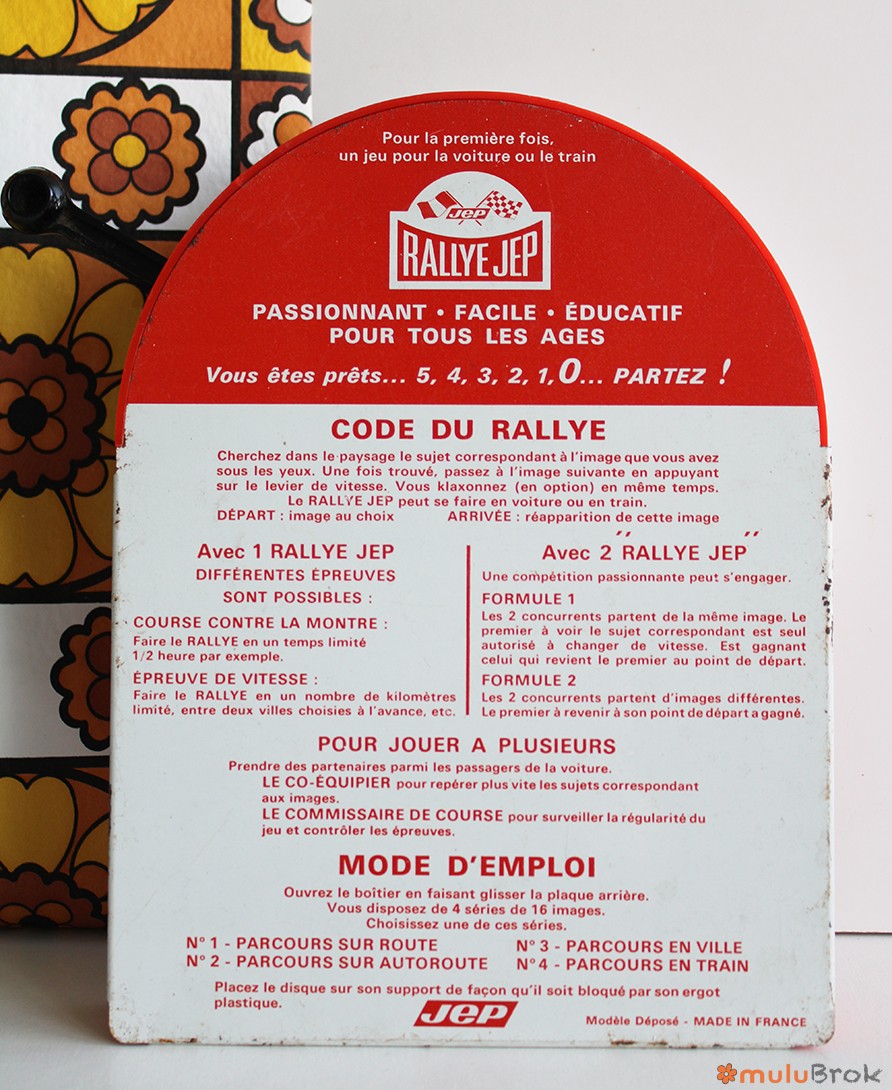 Pour la première fois,
un jeu pour la voiture ou le train
JEP
RALLYE JEP
PASSIONNANT • FACILE • ÉDUCATIF
POUR TOUS LES AGES
Vous êtes prêts... 5, 4, 3, 2, 1, 0... PARTEZ !
CODE DU RALLYE
Cherchez dans le paysage le sujet correspondant à l'image que vous avez
sous les yeux. Une fois trouvé, passez à l'image suivante en appuyant
sur le levier de vitesse. Vous klaxonnez (en option) en même temps.
Le RALLYE JEP peut se faire en voiture ou en train.
DÉPART : image au choix ARRIVÉE : réapparition de cette image
Avec 1 RALLYE JEP
DIFFÉRENTES ÉPREUVES
SONT POSSIBLES :
COURSE CONTRE LA MONTRE :
Faire le RALLYE en un temps limité
1/2 heure par exemple.
ÉPREUVE DE VITESSE :
Faire le RALLYE en un nombre de kilomètres
limité, entre deux villes choisies à l'avance, etc.
Avec 2 "RALLYE JEP"
Une compétition passionnante peut s'engager.
FORMULE 1
Les 2 concurrents partent de la même image. Le
premier à voir le sujet correspondant est seul
autorisé à changer de vitesse. Est gagnant
celui qui revient le premier au point de départ.
FORMULE 2
Les 2 concurrents partent d'images différentes.
Le premier à revenir à son point de départ a gagné.
POUR JOUER A PLUSIEURS
Prendre des partenaires parmi les passagers de la voiture.
LE CO-ÉQUIPIER pour repérer plus vite les sujets correspondant
aux images.
LE COMMISSAIRE DE COURSE pour surveiller la régularité du
jeu et contrôler les épreuves.
MODE D'EMPLOI
Ouvrez le boîtier en faisant glisser la plaque arrière.
Vous disposez de 4 séries de 16 images.
Choisissez une de ces séries.
N° 1 - PARCOURS SUR ROUTE N° 3 - PARCOURS EN VILLE
N° 2 - PARCOURS SUR AUTOROUTE N° 4 - PARCOURS EN TRAIN
Placez le disque sur son support de façon qu'il soit bloqué par son ergot
plastique.
JEP
Modèle Déposé - MADE IN FRANCE
muluBrok